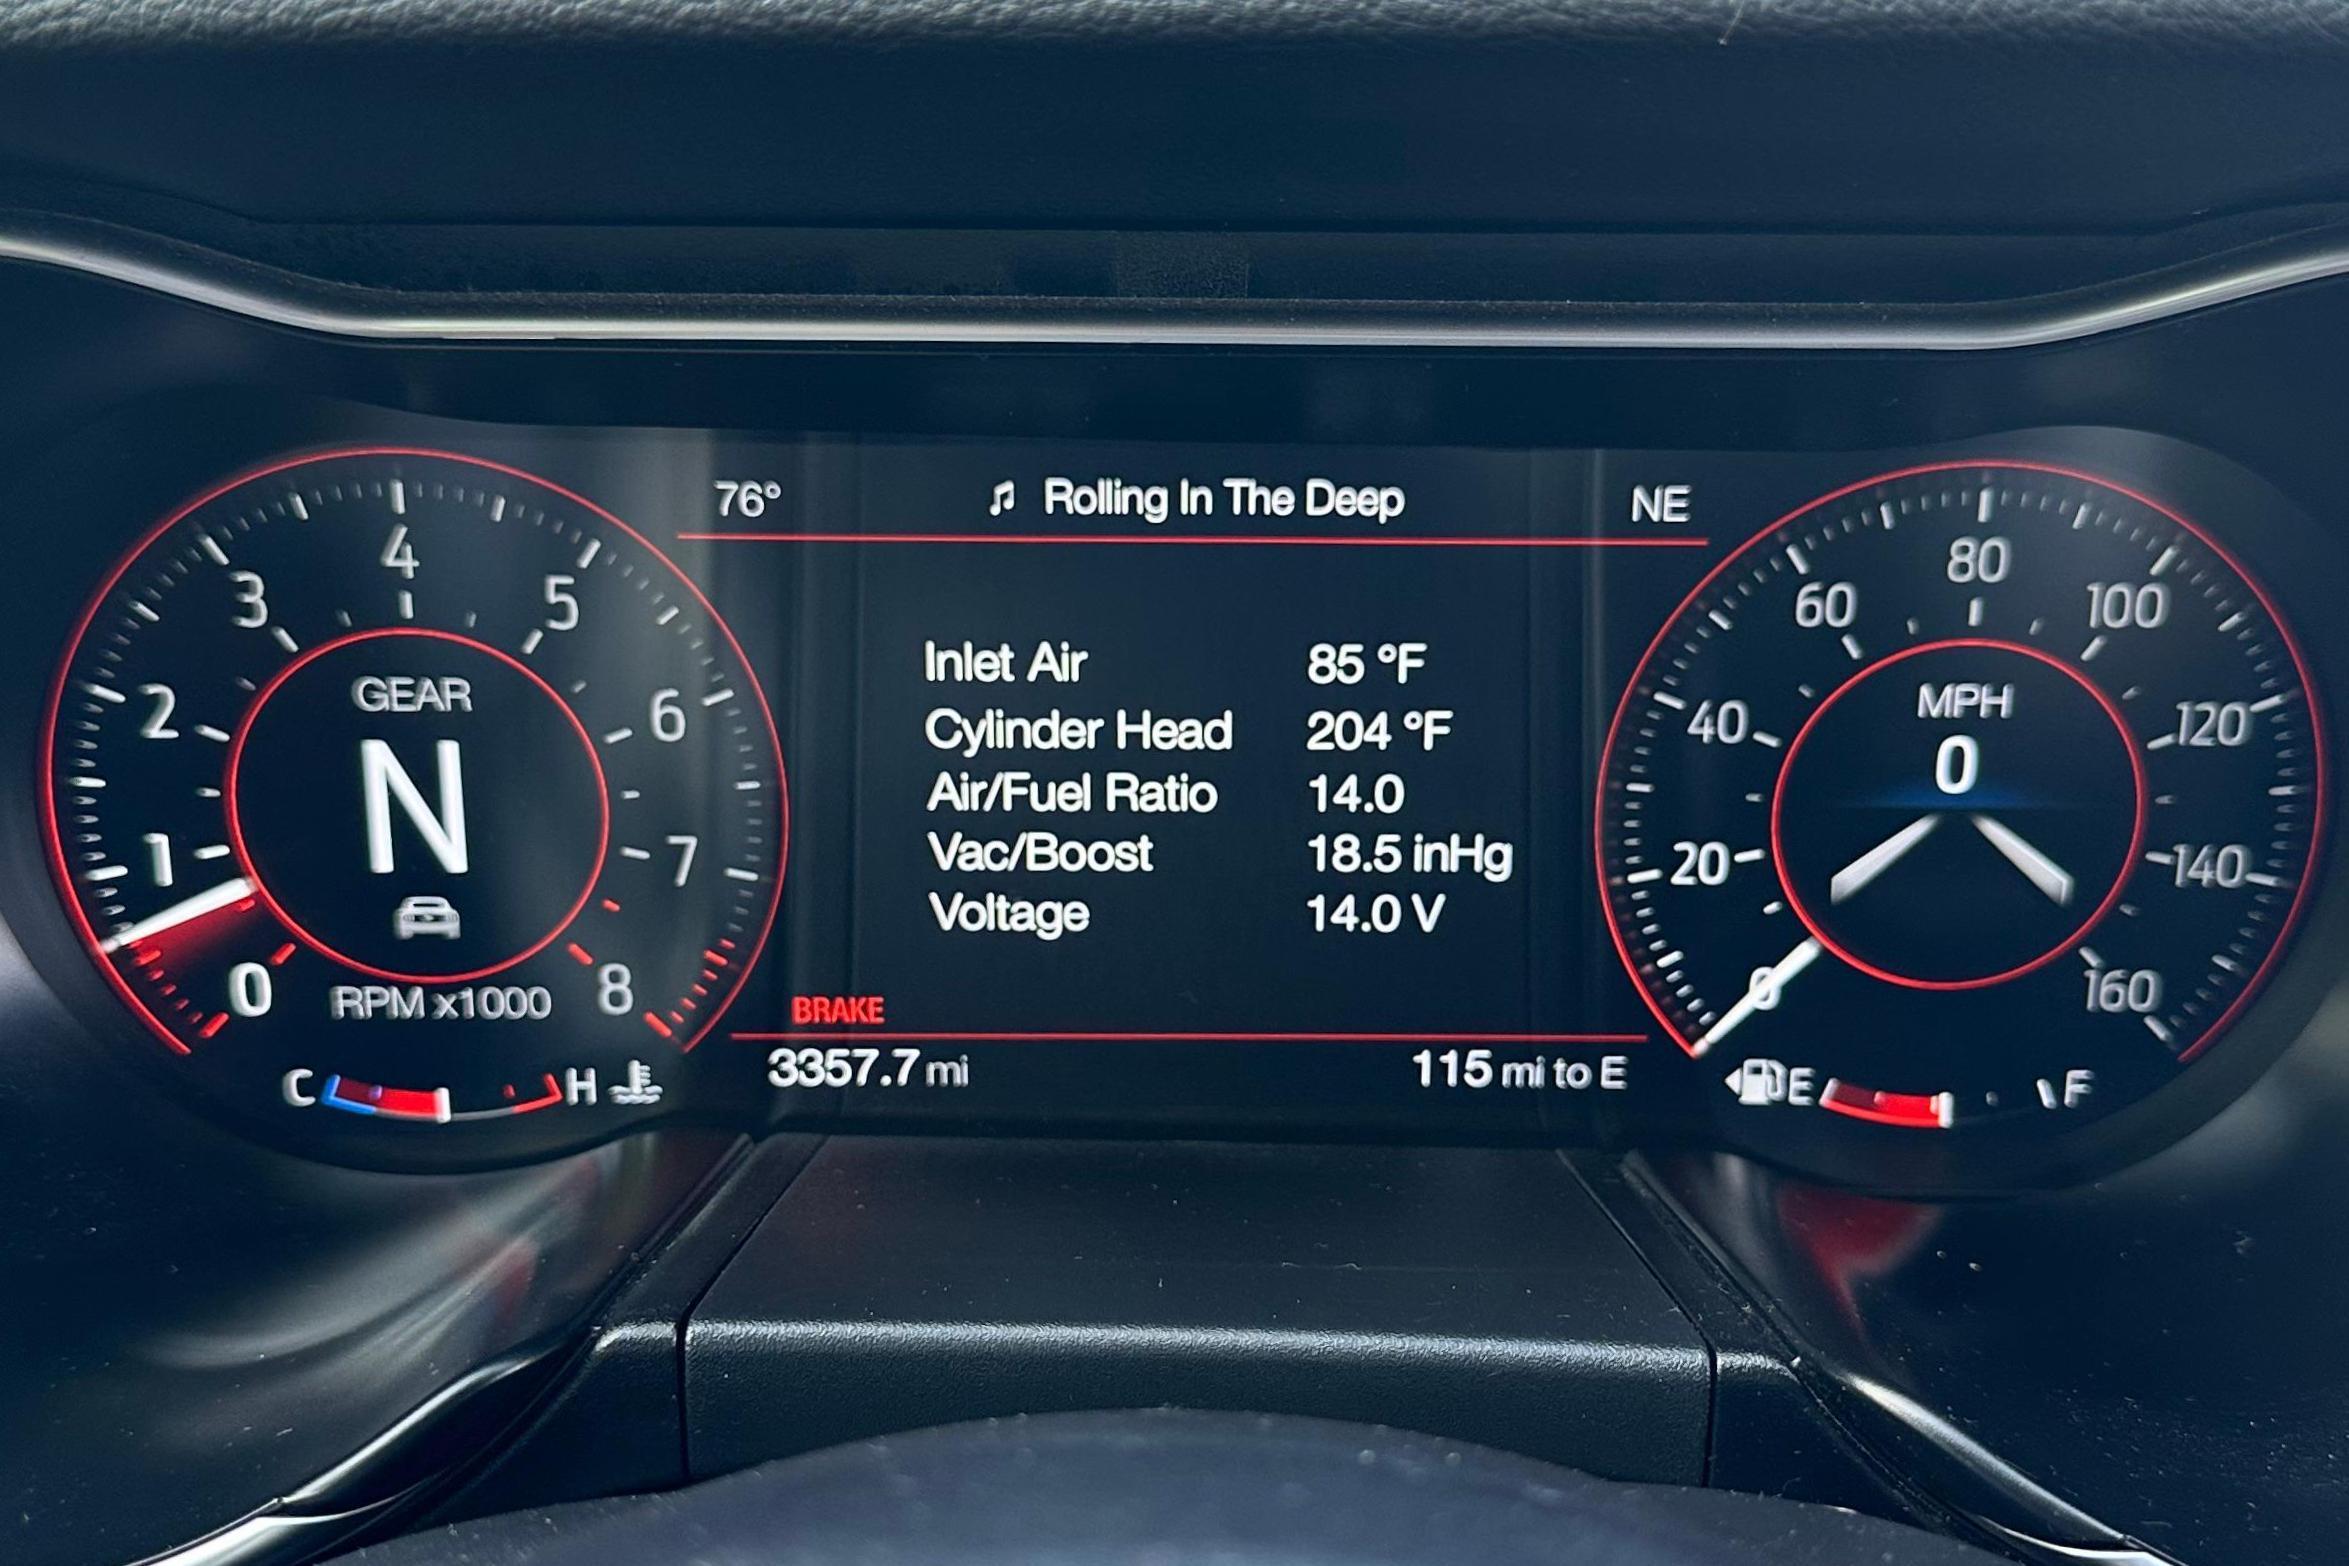 76° Rolling In The Deep NE
4
3 5
2 6
1 7
0 8
GEAR
N
RPM x1000
C H
Inlet Air 85 °F
Cylinder Head 204 °F
Air/Fuel Ratio 14.0
Vac/Boost 18.5 inHg
Voltage 14.0 V
BRAKE
3357.7 mi 115 mi to E
80
60 100
40 120
20 140
0 160
MPH
0
E F